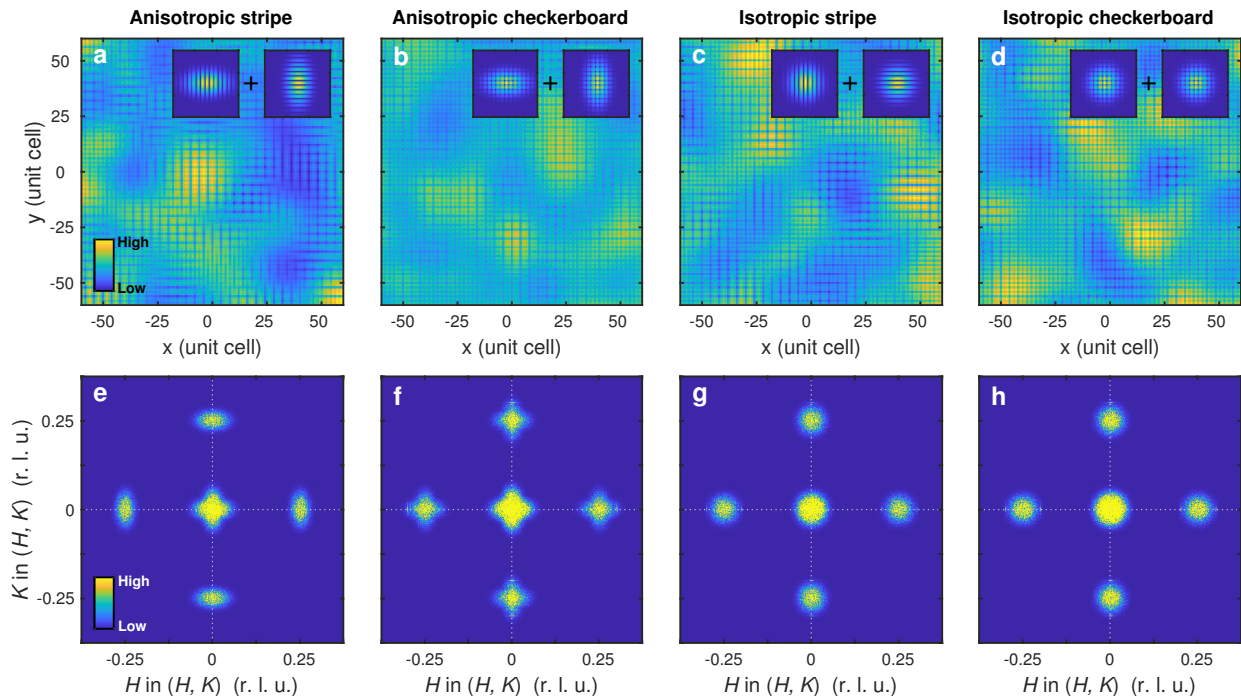 Anisotropic stripe
Anisotropic checkerboard
Isotropic stripe
Isotropic checkerboard
a
b
c
d
+
+
+
+
y (unit cell)
50
25
0
-25
-50
High
Low
-50 -25 0 25 50
-50 -25 0 25 50
-50 -25 0 25 50
-50 -25 0 25 50
x (unit cell)
x (unit cell)
x (unit cell)
x (unit cell)
e
f
g
h
K in (H, K) (r. l. u.)
0.25
0
-0.25
High
Low
-0.25 0 0.25
-0.25 0 0.25
-0.25 0 0.25
-0.25 0 0.25
H in (H, K) (r. l. u.)
H in (H, K) (r. l. u.)
H in (H, K) (r. l. u.)
H in (H, K) (r. l. u.)